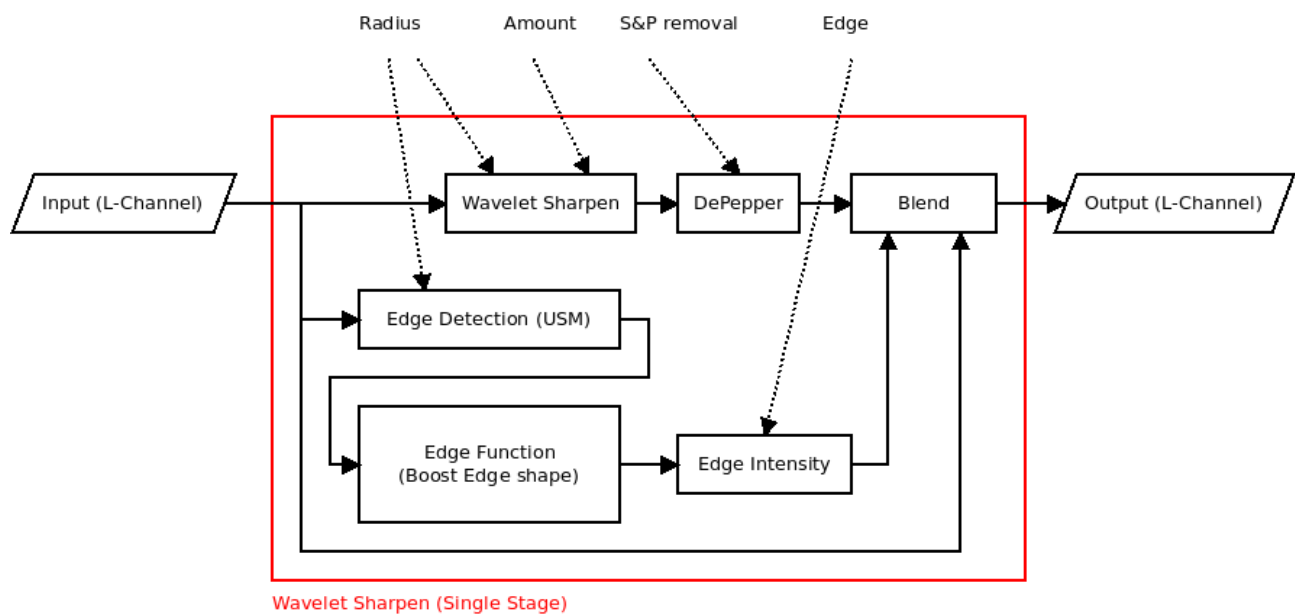 Radius
Amount
S&P removal
Edge
Input (L-Channel)
Wavelet Sharpen
DePepper
Blend
Output (L-Channel)
Edge Detection (USM)
Edge Function
(Boost Edge shape)
Edge Intensity
Wavelet Sharpen (Single Stage)